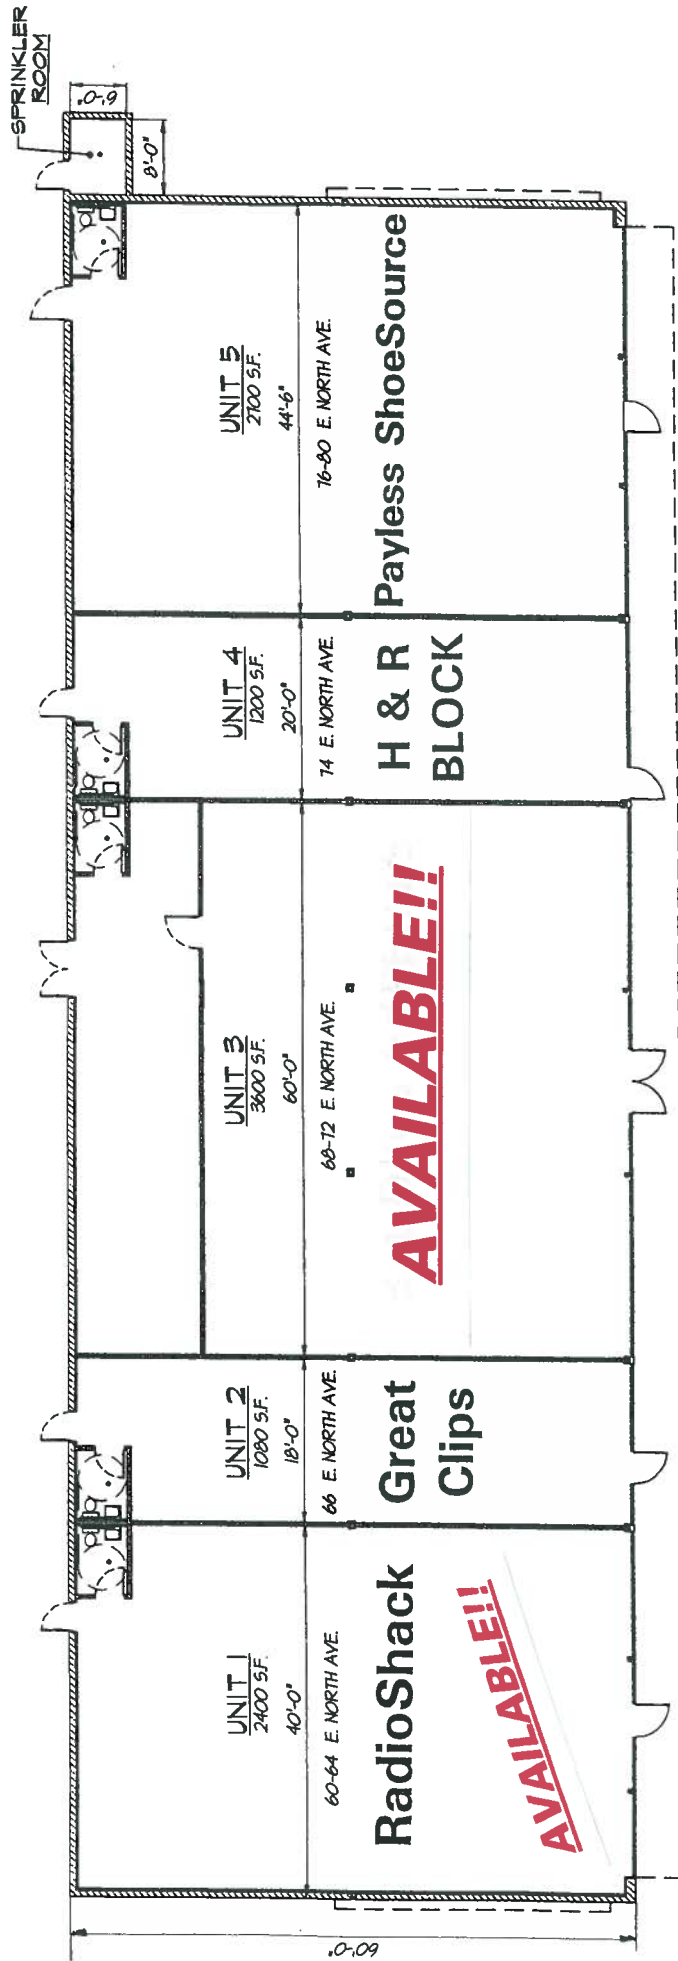 SPRINKLER
ROOM
6'-0"
8'-0"
UNIT 1
2400 S.F.
40'-0"
60-64 E. NORTH AVE.
RadioShack
AVAILABLE!!
UNIT 2
1080 S.F.
18'-0"
66 E. NORTH AVE.
Great
Clips
UNIT 3
3600 S.F.
60'-0"
68-72 E. NORTH AVE.
AVAILABLE!!
UNIT 4
1200 S.F.
20'-0"
74 E. NORTH AVE.
H & R
BLOCK
UNIT 5
2700 S.F.
44'-6"
76-80 E. NORTH AVE.
Payless ShoeSource
60'-0"